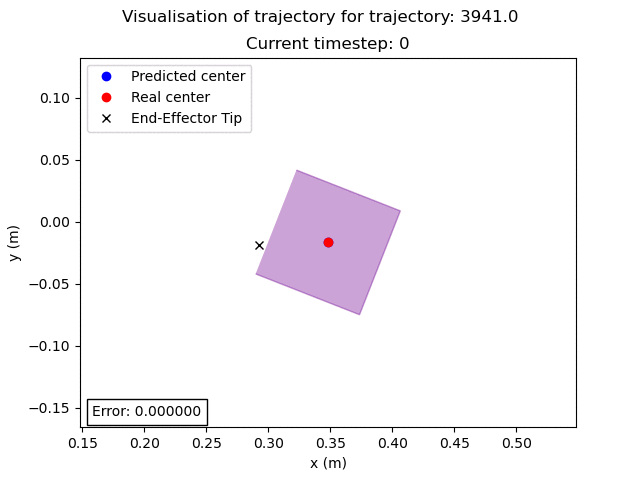 Visualisation of trajectory for trajectory: 3941.0
Current timestep: 0
Predicted center
Real center
End-Effector Tip
0.10
0.05
0.00
−0.05
−0.10
−0.15
y (m)
Error: 0.000000
0.15 0.20 0.25 0.30 0.35 0.40 0.45 0.50
x (m)